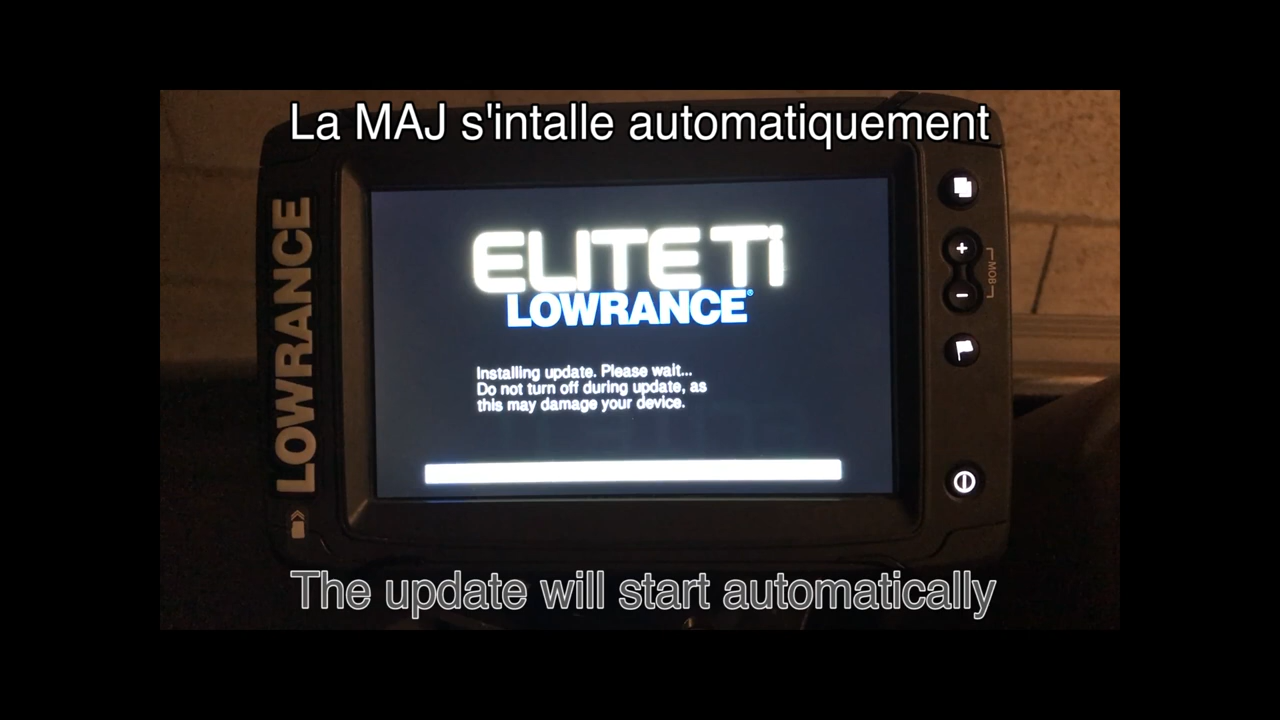 La MAJ s'intalle automatiquement
LOWRANCE
ELITE Ti
LOWRANCE®
Installing update. Please wait...
Do not turn off during update, as
this may damage your device.
+
MOB
-
The update will start automatically